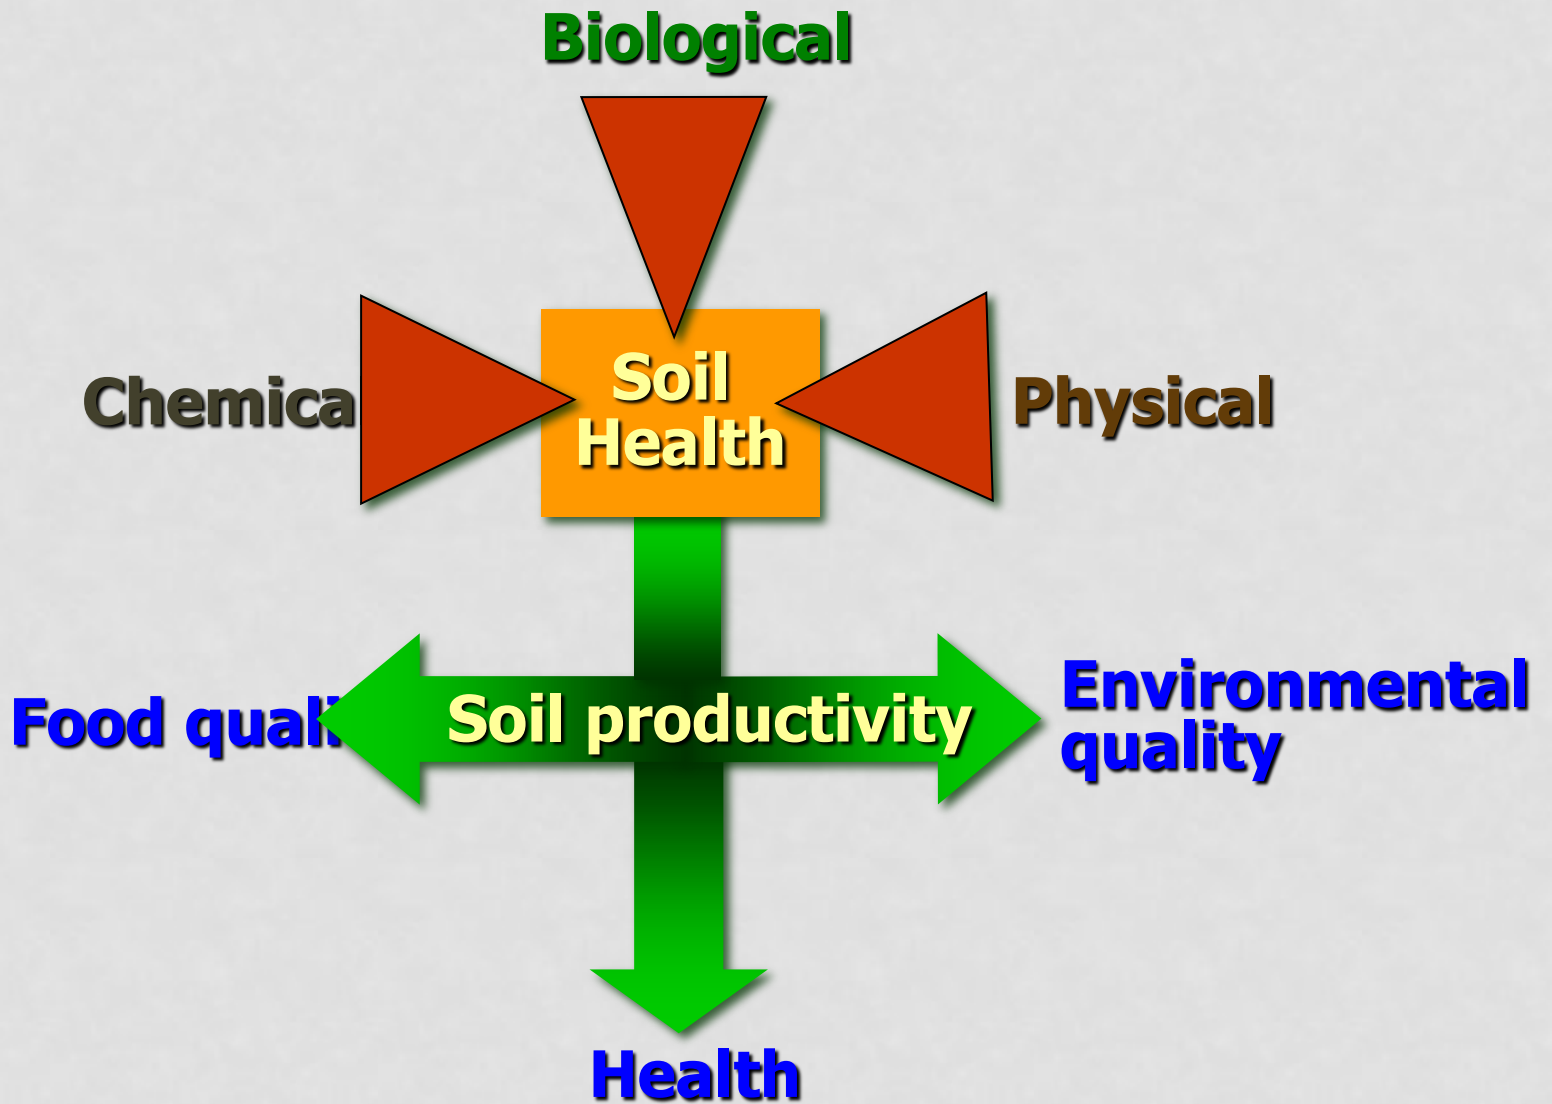 Biological
Chemica
Soil
Health
Physical
Food quali
Soil productivity
Environmental
quality
Health